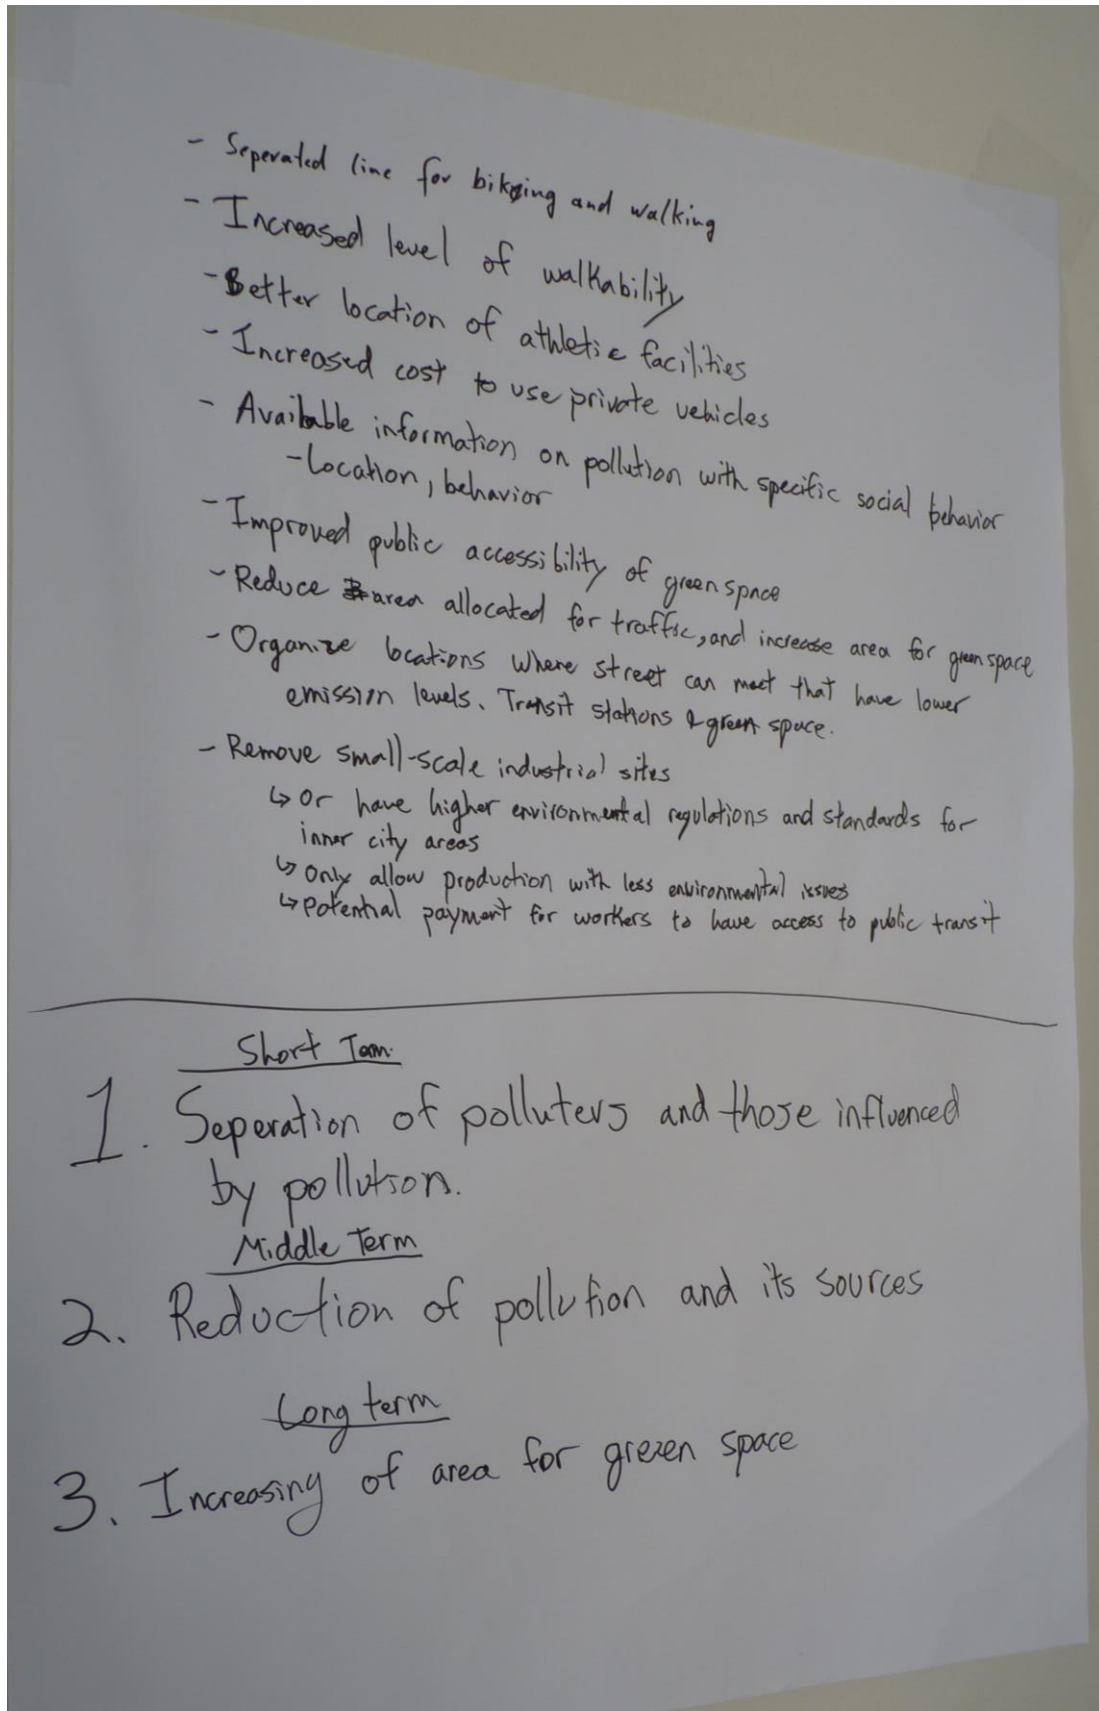 - Seperated line for biking and walking
- Increased level of walkability
- Better location of athletic facilities
- Increased cost to use private vehicles
- Available information on pollution with specific social behavior
- Location, behavior
- Improved public accessibility of green space
- Reduce area allocated for traffic, and increase area for green space
- Organize locations where street can meet that have lower
emission levels. Transit stations & green space.
- Remove small-scale industrial sites
↳ Or have higher environmental regulations and standards for
inner city areas
↳ Only allow production with less environmental issues
↳ Potential payment for workers to have access to public transit
Short Term
1. Seperation of polluters and those influenced
by pollution.
Middle Term
2. Reduction of pollution and its sources
Long term
3. Increasing of area for green space